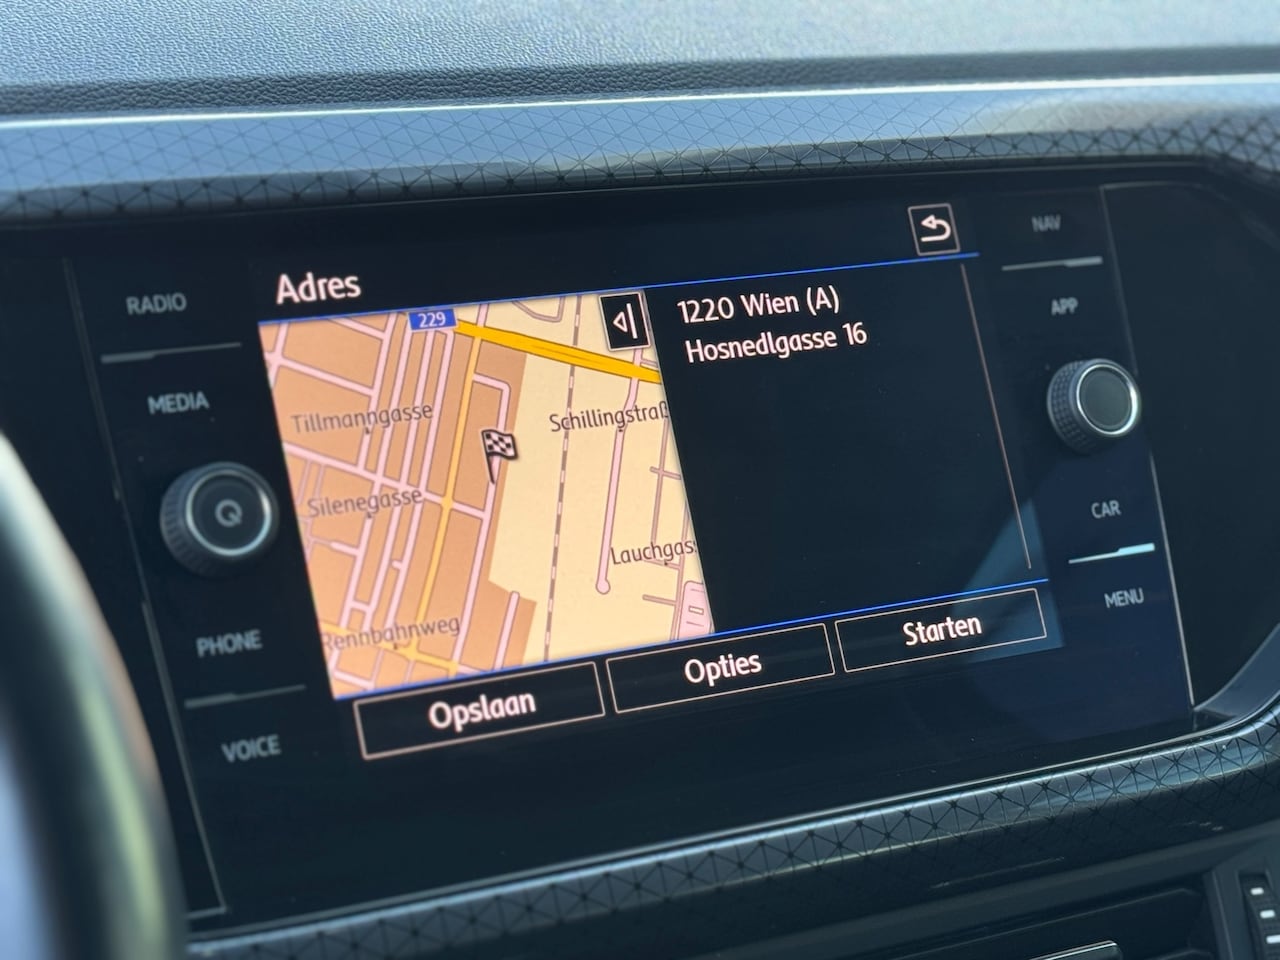 RADIO
MEDIA
PHONE
VOICE
Adres
229
Tillmanngasse
Schillingstraß
Silenegasse
Lauchgas
Rennbahnweg
1220 Wien (A)
Hosnedlgasse 16
Opslaan
Opties
Starten
NAV
APP
CAR
MENU